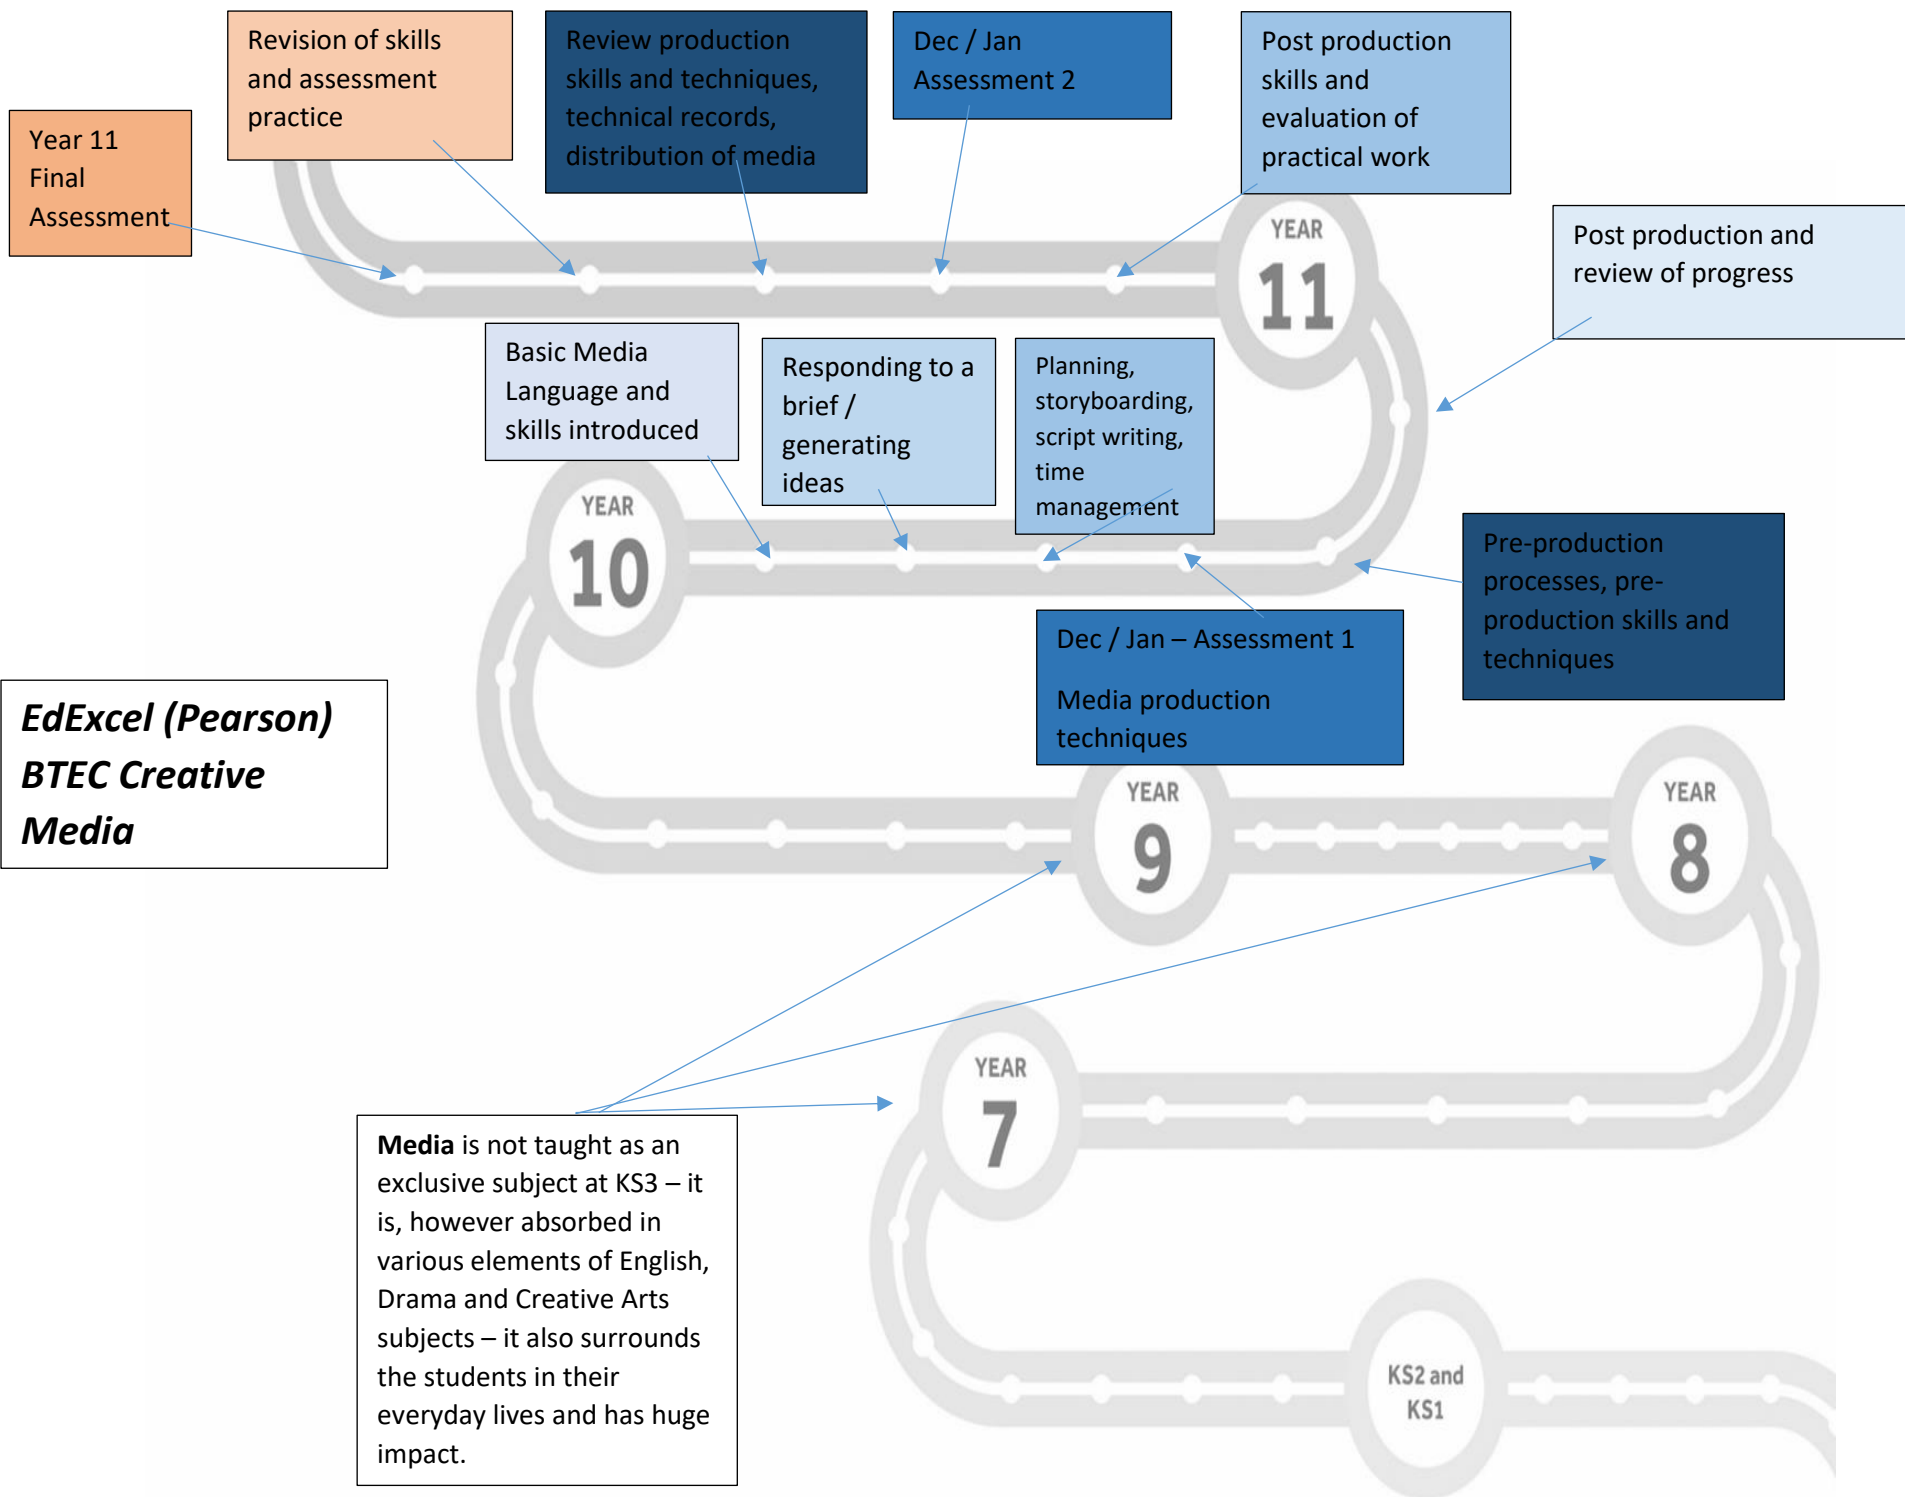 Revision of skills
and assessment
practice
Review production
skills and techniques,
technical records,
distribution of media
Dec / Jan
Assessment 2
Post production
skills and
evaluation of
practical work
Year 11
Final
Assessment
Post production and
review of progress
YEAR
11
Basic Media
Language and
skills introduced
Responding to a
brief /
generating
ideas
Planning,
storyboarding,
script writing,
time
management
YEAR
10
Pre-production
processes, pre-
production skills and
techniques
Dec / Jan – Assessment 1
Media production
techniques
EdExcel (Pearson)
BTEC Creative
Media
YEAR
9
YEAR
8
YEAR
7
Media is not taught as an
exclusive subject at KS3 – it
is, however absorbed in
various elements of English,
Drama and Creative Arts
subjects – it also surrounds
the students in their
everyday lives and has huge
impact.
KS2 and
KS1